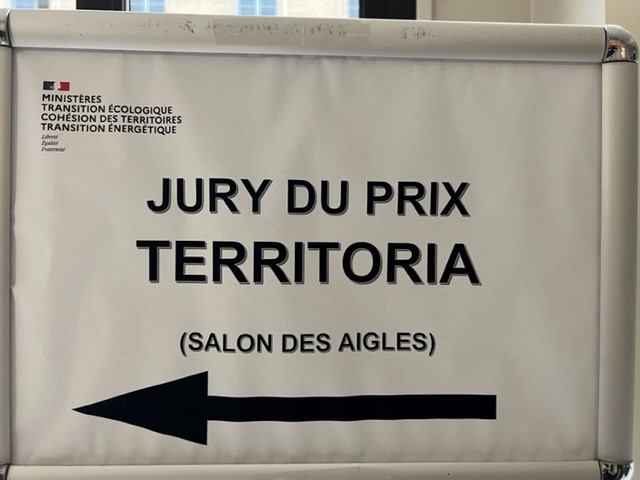 MINISTÈRES
TRANSITION ÉCOLOGIQUE
COHÉSION DES TERRITOIRES
TRANSITION ÉNERGÉTIQUE
Liberté
Égalité
Fraternité
JURY DU PRIX
TERRITORIA
(SALON DES AIGLES)